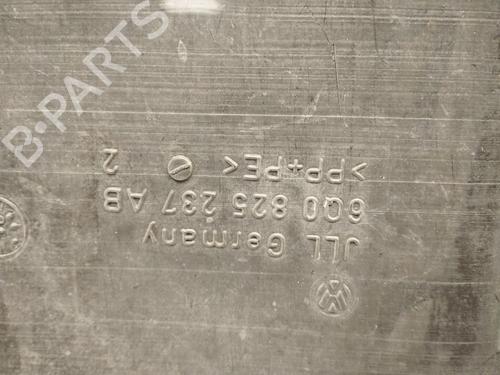 JLL Germany
6Q0 825 237 AB
>PP+PE<
2
B-PARTS